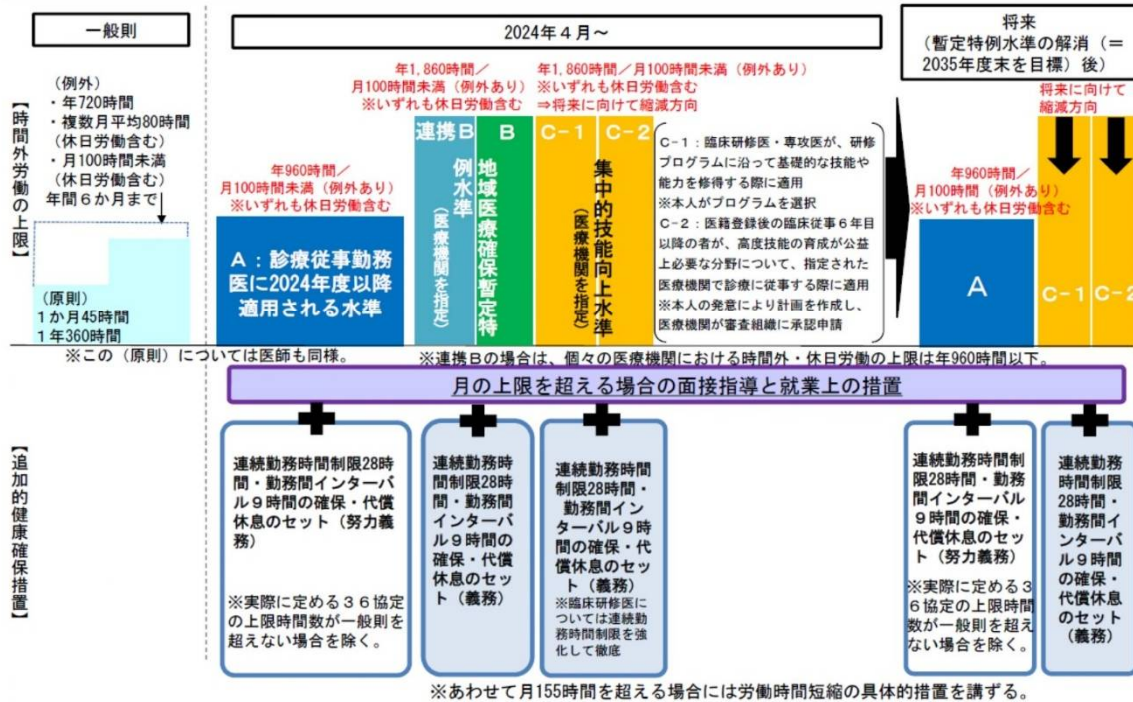 一般則
2024年４月～
将来
（暫定特例水準の解消（＝
2035年度末を目標）後）
【時間外労働の上限】
（例外）
・年720時間
・複数月平均80時間
（休日労働含む）
・月100時間未満
（休日労働含む）
年間６か月まで
（原則）
１か月45時間
１年360時間
※この（原則）については医師も同様。
年960時間／
月100時間未満（例外あり）
※いずれも休日労働含む
Ａ：診療従事勤務
医に2024年度以降
適用される水準
年1,860時間／
月100時間未満（例外あり）
※いずれも休日労働含む
連携Ｂ
Ｂ
地域医療確保暫定特
例水準
（医療機関を指定）
年1,860時間／月100時間未満（例外あり）
※いずれも休日労働含む
⇒将来に向けて縮減方向
Ｃ-１
Ｃ-２
集中的技能向上水準
（医療機関を指定）
Ｃ-１：臨床研修医・専攻医が、研修
プログラムに沿って基礎的な技能や
能力を修得する際に適用
※本人がプログラムを選択
Ｃ-２：医籍登録後の臨床従事６年目
以降の者が、高度技能の育成が公益
上必要な分野について、指定された
医療機関で診療に従事する際に適用
※本人の発意により計画を作成し、
医療機関が審査組織に承認申請
※連携Ｂの場合は、個々の医療機関における時間外・休日労働の上限は年960時間以下。
年960時間／
月100時間（例外あり）
※いずれも休日労働含む
Ａ
将来に向けて
縮減方向
Ｃ-１
Ｃ-２
月の上限を超える場合の面接指導と就業上の措置
【追加的健康確保措置】
連続勤務時間制限28時
間・勤務間インターバ
ル９時間の確保・代償
休息のセット（努力義
務）
※実際に定める３６協定
の上限時間数が一般則を
超えない場合を除く。
連続勤務時
間制限28時
間・勤務間
インターバ
ル９時間の
確保・代償
休息のセッ
ト（義務）
連続勤務時間
制限28時間・
勤務間インタ
ーバル９時
間の確保・代
償休息のセッ
ト（義務）
※臨床研修医に
ついては連続勤
務時間制限を強
化して徹底
連続勤務時間制
限28時間・勤務
間インターバル
９時間の確保・
代償休息のセッ
ト（努力義務）
※実際に定める３
６協定の上限時間
数が一般則を超え
ない場合を除く。
連続勤務
時間制限
28時間・勤
務間インタ
ーバル９時間
の確保・
代償休息
のセット
（義務）
※あわせて月155時間を超える場合には労働時間短縮の具体的措置を講ずる。